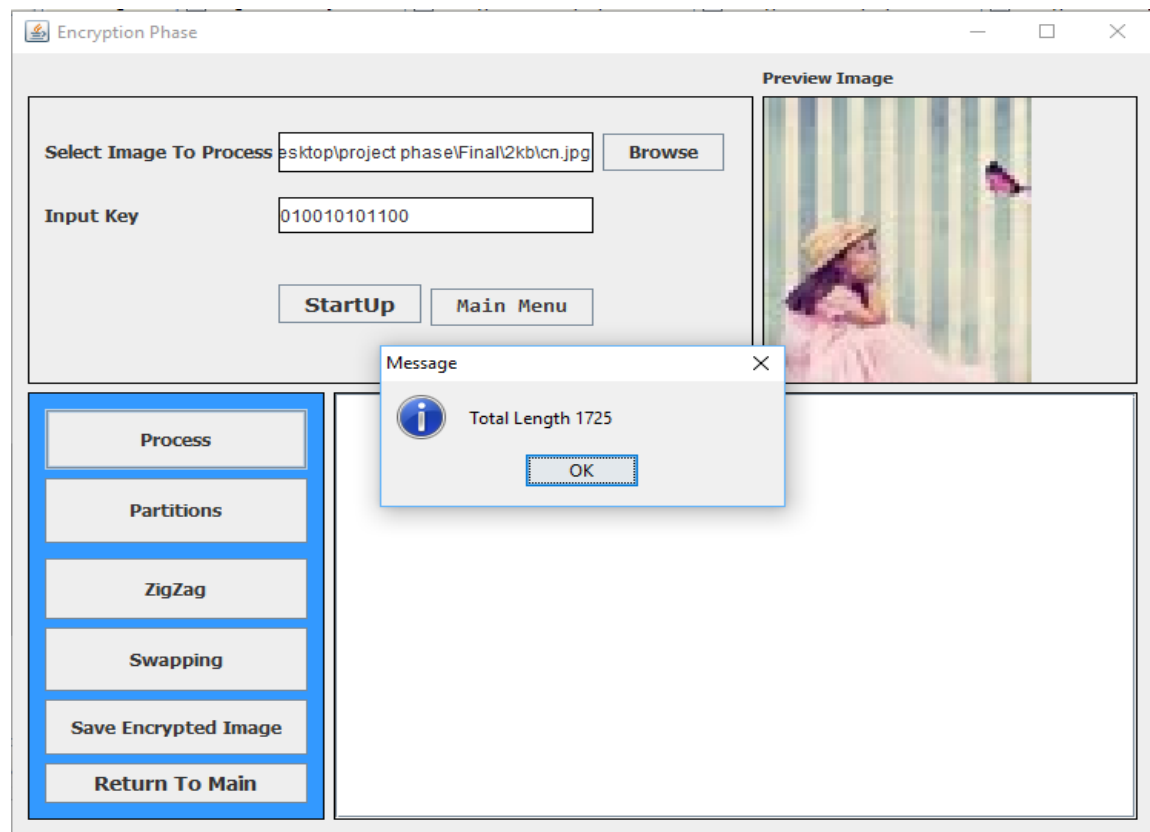 Encryption Phase
Preview Image
Select Image To Process esktop\project phase\Final\2kb\cn.jpg Browse
Input Key 010010101100
StartUp Main Menu
Message
Total Length 1725
OK
Process
Partitions
ZigZag
Swapping
Save Encrypted Image
Return To Main